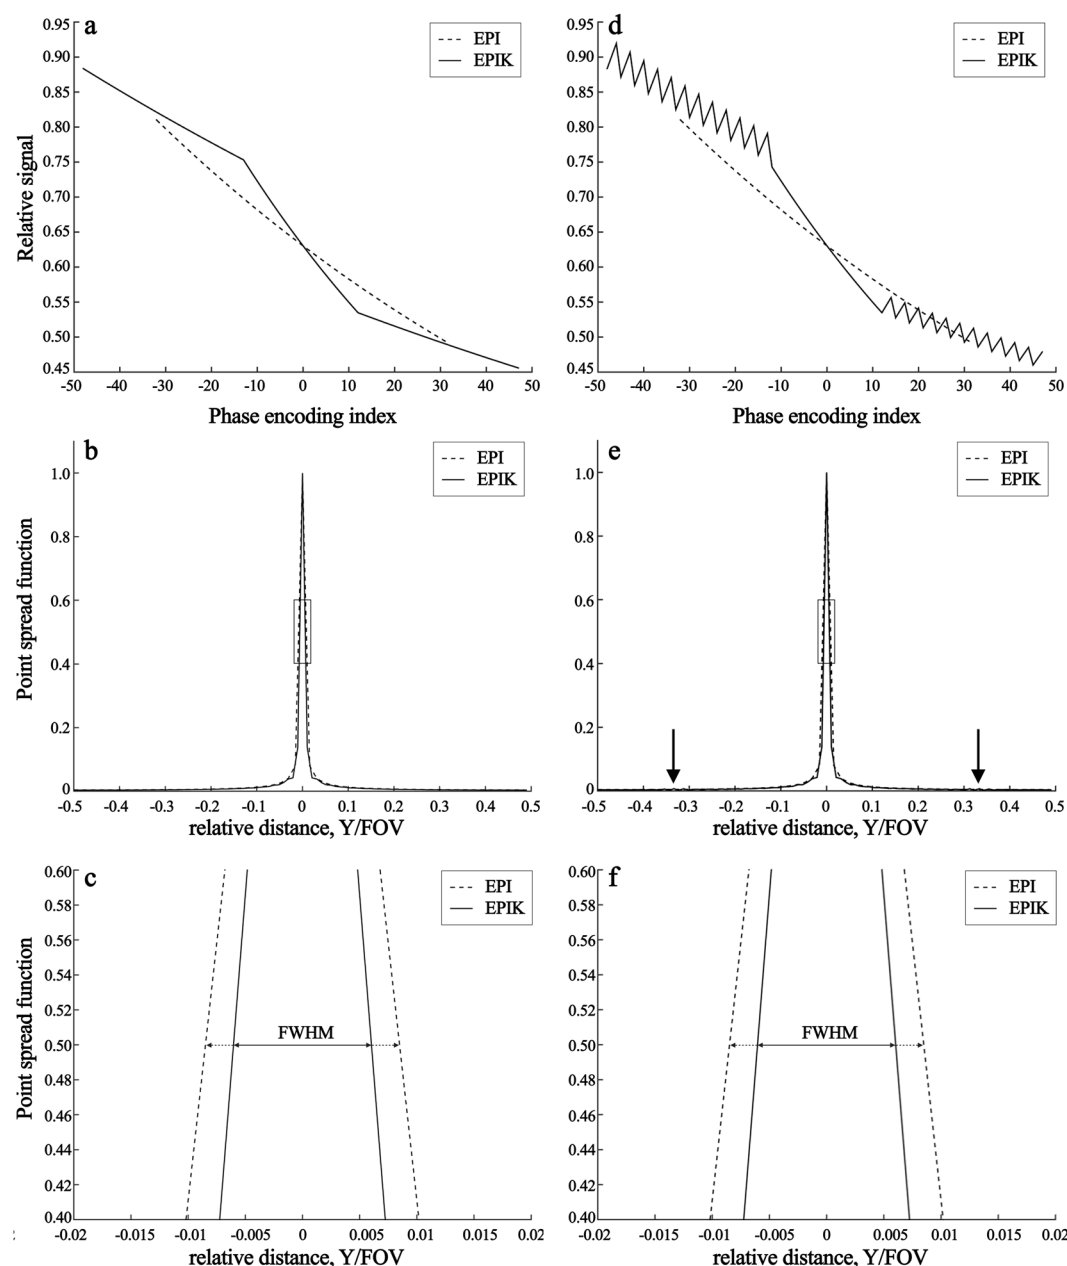 a
EPI
EPIK
0.95
0.90
0.85
0.80
0.75
0.70
0.65
0.60
0.55
0.50
0.45
Relative signal
-50 -40 -30 -20 -10 0 10 20 30 40 50
Phase encoding index
d
EPI
EPIK
0.95
0.90
0.85
0.80
0.75
0.70
0.65
0.60
0.55
0.50
0.45
-50 -40 -30 -20 -10 0 10 20 30 40 50
Phase encoding index
b
EPI
EPIK
1.0
0.8
0.6
0.4
0.2
0
Point spread function
-0.5 -0.4 -0.3 -0.2 -0.1 0 0.1 0.2 0.3 0.4 0.5
relative distance, Y/FOV
e
EPI
EPIK
1.0
0.8
0.6
0.4
0.2
0
-0.5 -0.4 -0.3 -0.2 -0.1 0 0.1 0.2 0.3 0.4 0.5
relative distance, Y/FOV
c
EPI
EPIK
0.60
0.58
0.56
0.54
0.52
0.50
0.48
0.46
0.44
0.42
0.40
FWHM
Point spread function
-0.02 -0.015 -0.01 -0.005 0 0.005 0.01 0.015 0.02
relative distance, Y/FOV
f
EPI
EPIK
0.60
0.58
0.56
0.54
0.52
0.50
0.48
0.46
0.44
0.42
0.40
FWHM
-0.02 -0.015 -0.01 -0.005 0 0.005 0.01 0.015 0.02
relative distance, Y/FOV